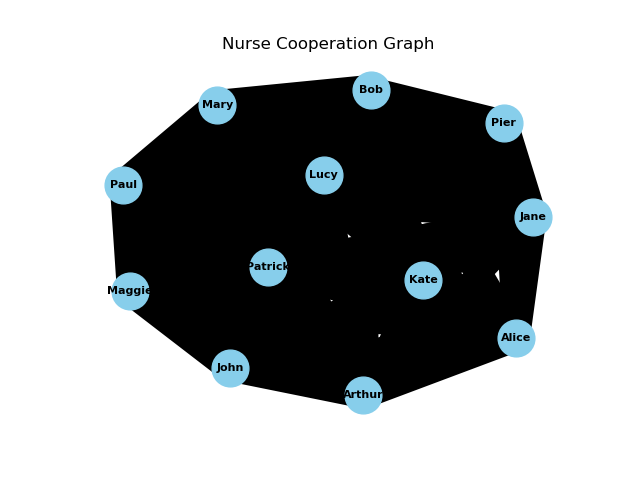 Nurse Cooperation Graph
Bob
Mary
Pier
Lucy
Paul
Jane
Patrick
Kate
Maggie
Alice
John
Arthur